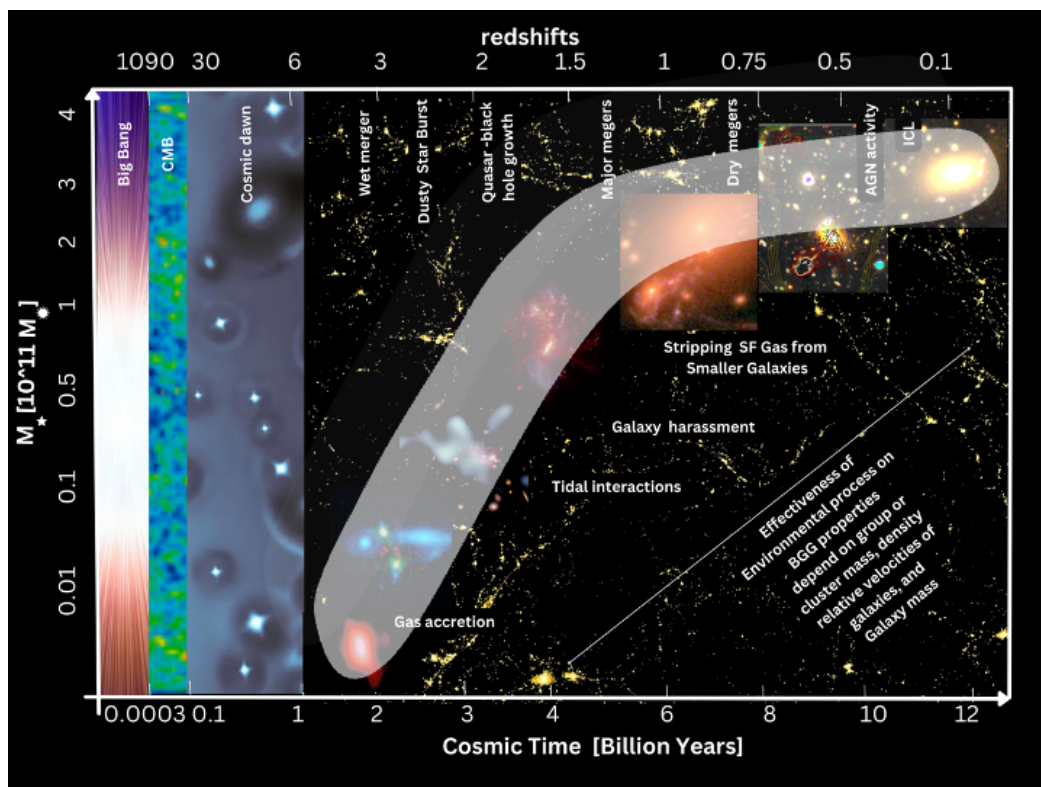 redshifts
1090 30 6 3 2 1.5 1 0.75 0.5 0.1
4
3
2
1
0.5
0.1
0.01
M★ [10^11 M✹]
Big Bang
CMB
Cosmic dawn
Wet merger
Dusty Star Burst
Quasar -black
hole growth
Major megers
Dry megers
AGN activity
ICL
Stripping SF Gas from
Smaller Galaxies
Galaxy harassment
Tidal interactions
Gas accretion
Effectiveness of
Environmental process on
BGG properties
depend on group or
cluster mass, density
relative velocities of
galaxies, and
Galaxy mass
0.0003 0.1 1 2 3 4 6 8 10 12
Cosmic Time [Billion Years]